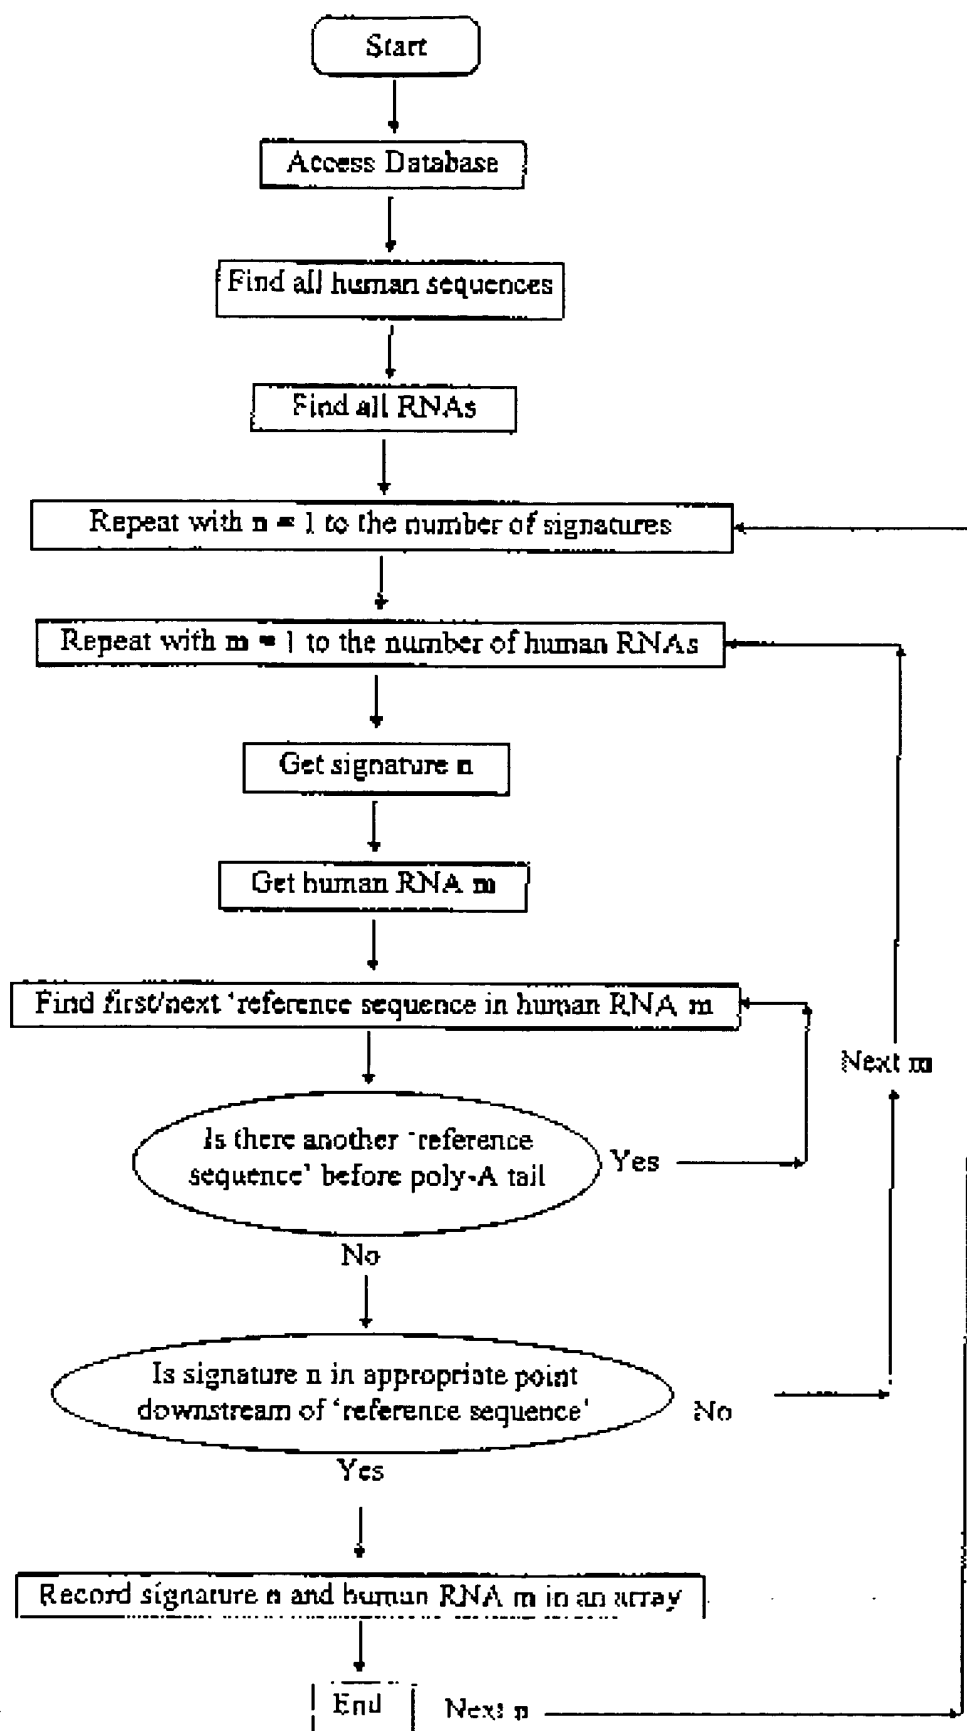 Start
Access Database
Find all human sequences
Find all RNAs
Repeat with n = 1 to the number of signatures
Repeat with m = 1 to the number of human RNAs
Get signature n
Get human RNA m
Find first/next 'reference sequence in human RNA m
Next m
Is there another 'reference
sequence' before poly-A tail
Yes
No
Is signature n in appropriate point
downstream of 'reference sequence'
No
Yes
Record signature n and human RNA m in an array
End
Next n